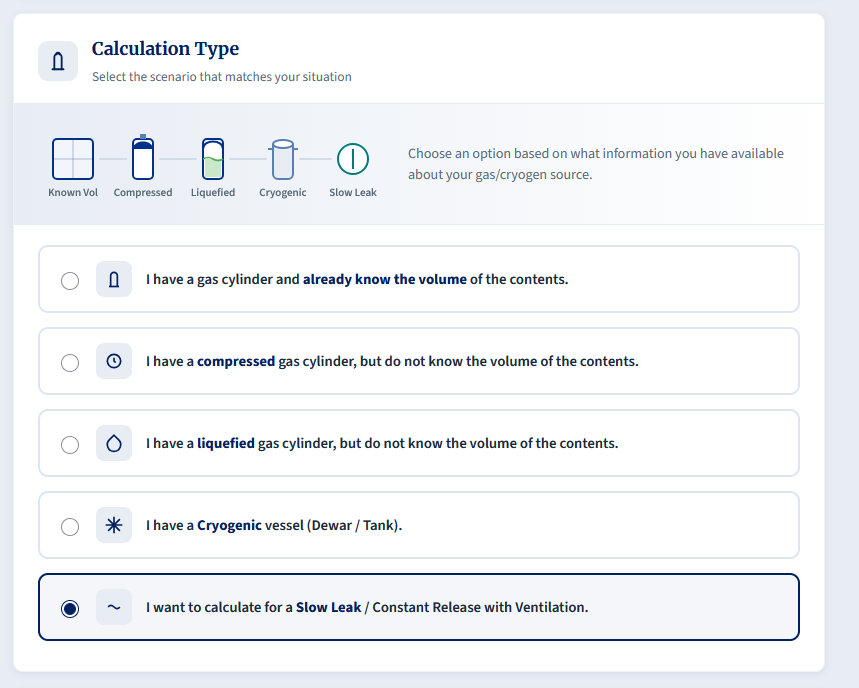 Calculation Type
Select the scenario that matches your situation
Known Vol
Compressed
Liquefied
Cryogenic
Slow Leak
Choose an option based on what information you have available
about your gas/cryogen source.
I have a gas cylinder and already know the volume of the contents.
I have a compressed gas cylinder, but do not know the volume of the contents.
I have a liquefied gas cylinder, but do not know the volume of the contents.
I have a Cryogenic vessel (Dewar / Tank).
I want to calculate for a Slow Leak / Constant Release with Ventilation.